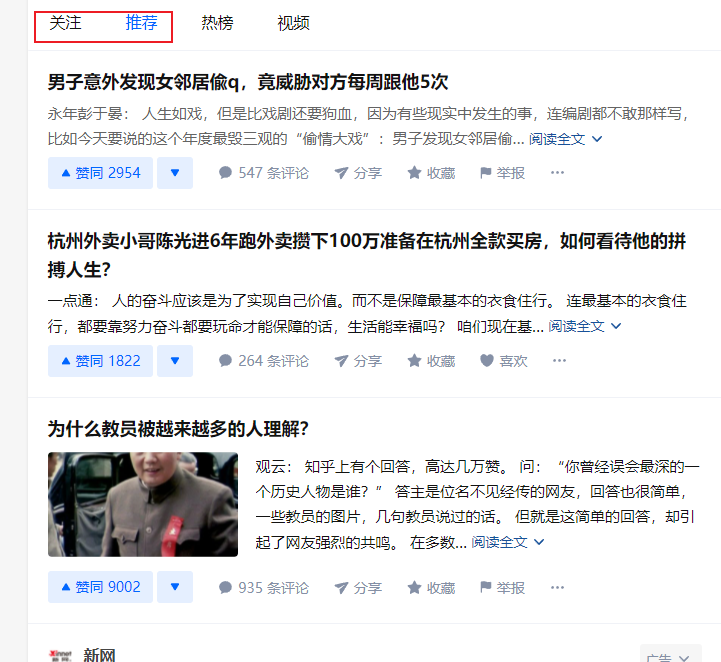 关注 推荐 热榜 视频
男子意外发现女邻居偸q，竟威胁对方每周跟他5次
永年彭于晏： 人生如戏，但是比戏剧还要狗血，因为有些现实中发生的事，连编剧都不敢那样写，
比如今天要说的这个年度最毁三观的“偷情大戏”：男子发现女邻居偷... 阅读全文
赞同 2954 547 条评论 分享 收藏 举报 ···
杭州外卖小哥陈光进6年跑外卖攒下100万准备在杭州全款买房，如何看待他的拼
搏人生？
一点通： 人的奋斗应该是为了实现自己价值。而不是保障最基本的衣食住行。 连最基本的衣食住
行，都要靠努力奋斗都要玩命才能保障的话，生活能幸福吗？ 咱们现在基... 阅读全文
赞同 1822 264 条评论 分享 收藏 喜欢 ···
为什么教员被越来越多的人理解？
观云： 知乎上有个回答，高达几万赞。 问：“你曾经误会最深的一
个历史人物是谁？” 答主是位名不见经传的网友，回答也很简单，
一些教员的图片，几句教员说过的话。 但就是这简单的回答，却引
起了网友强烈的共鸣。 在多数... 阅读全文
赞同 9002 935 条评论 分享 收藏 举报 ···
Xinnet
新网 广告